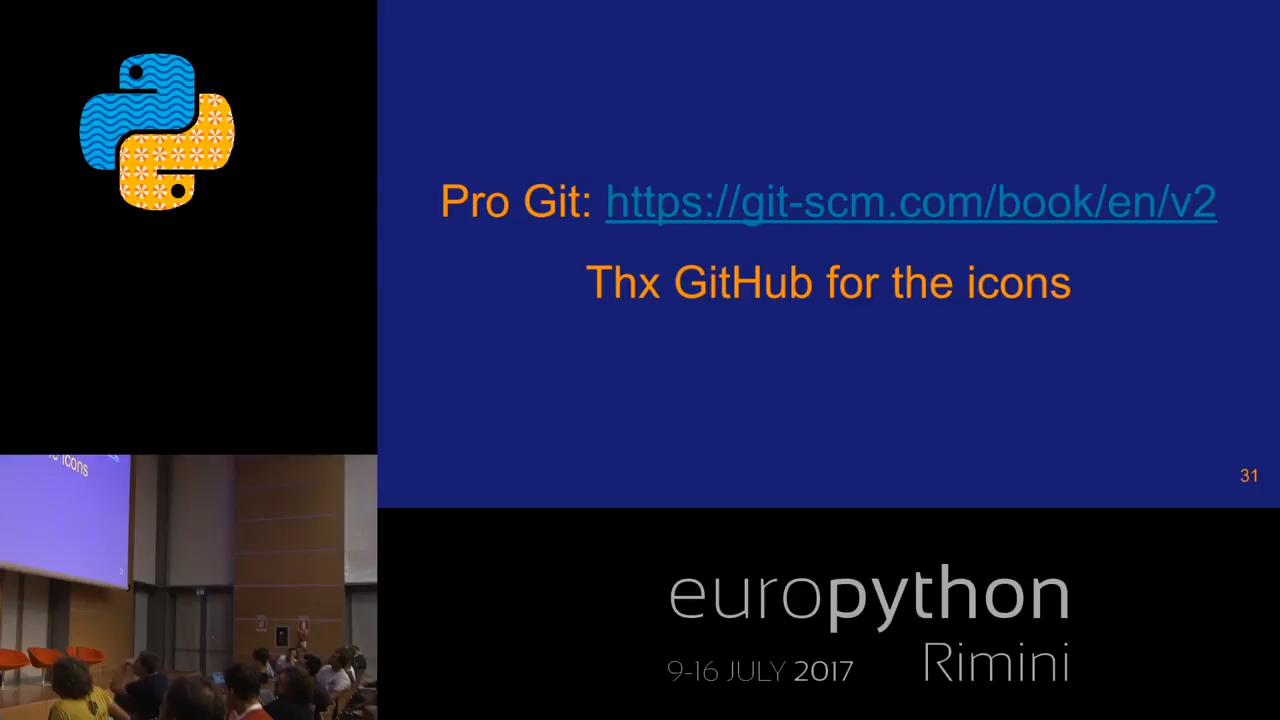 Pro Git: https://git-scm.com/book/en/v2
Thx GitHub for the icons
31
icons
europython
9-16 JULY 2017 Rimini